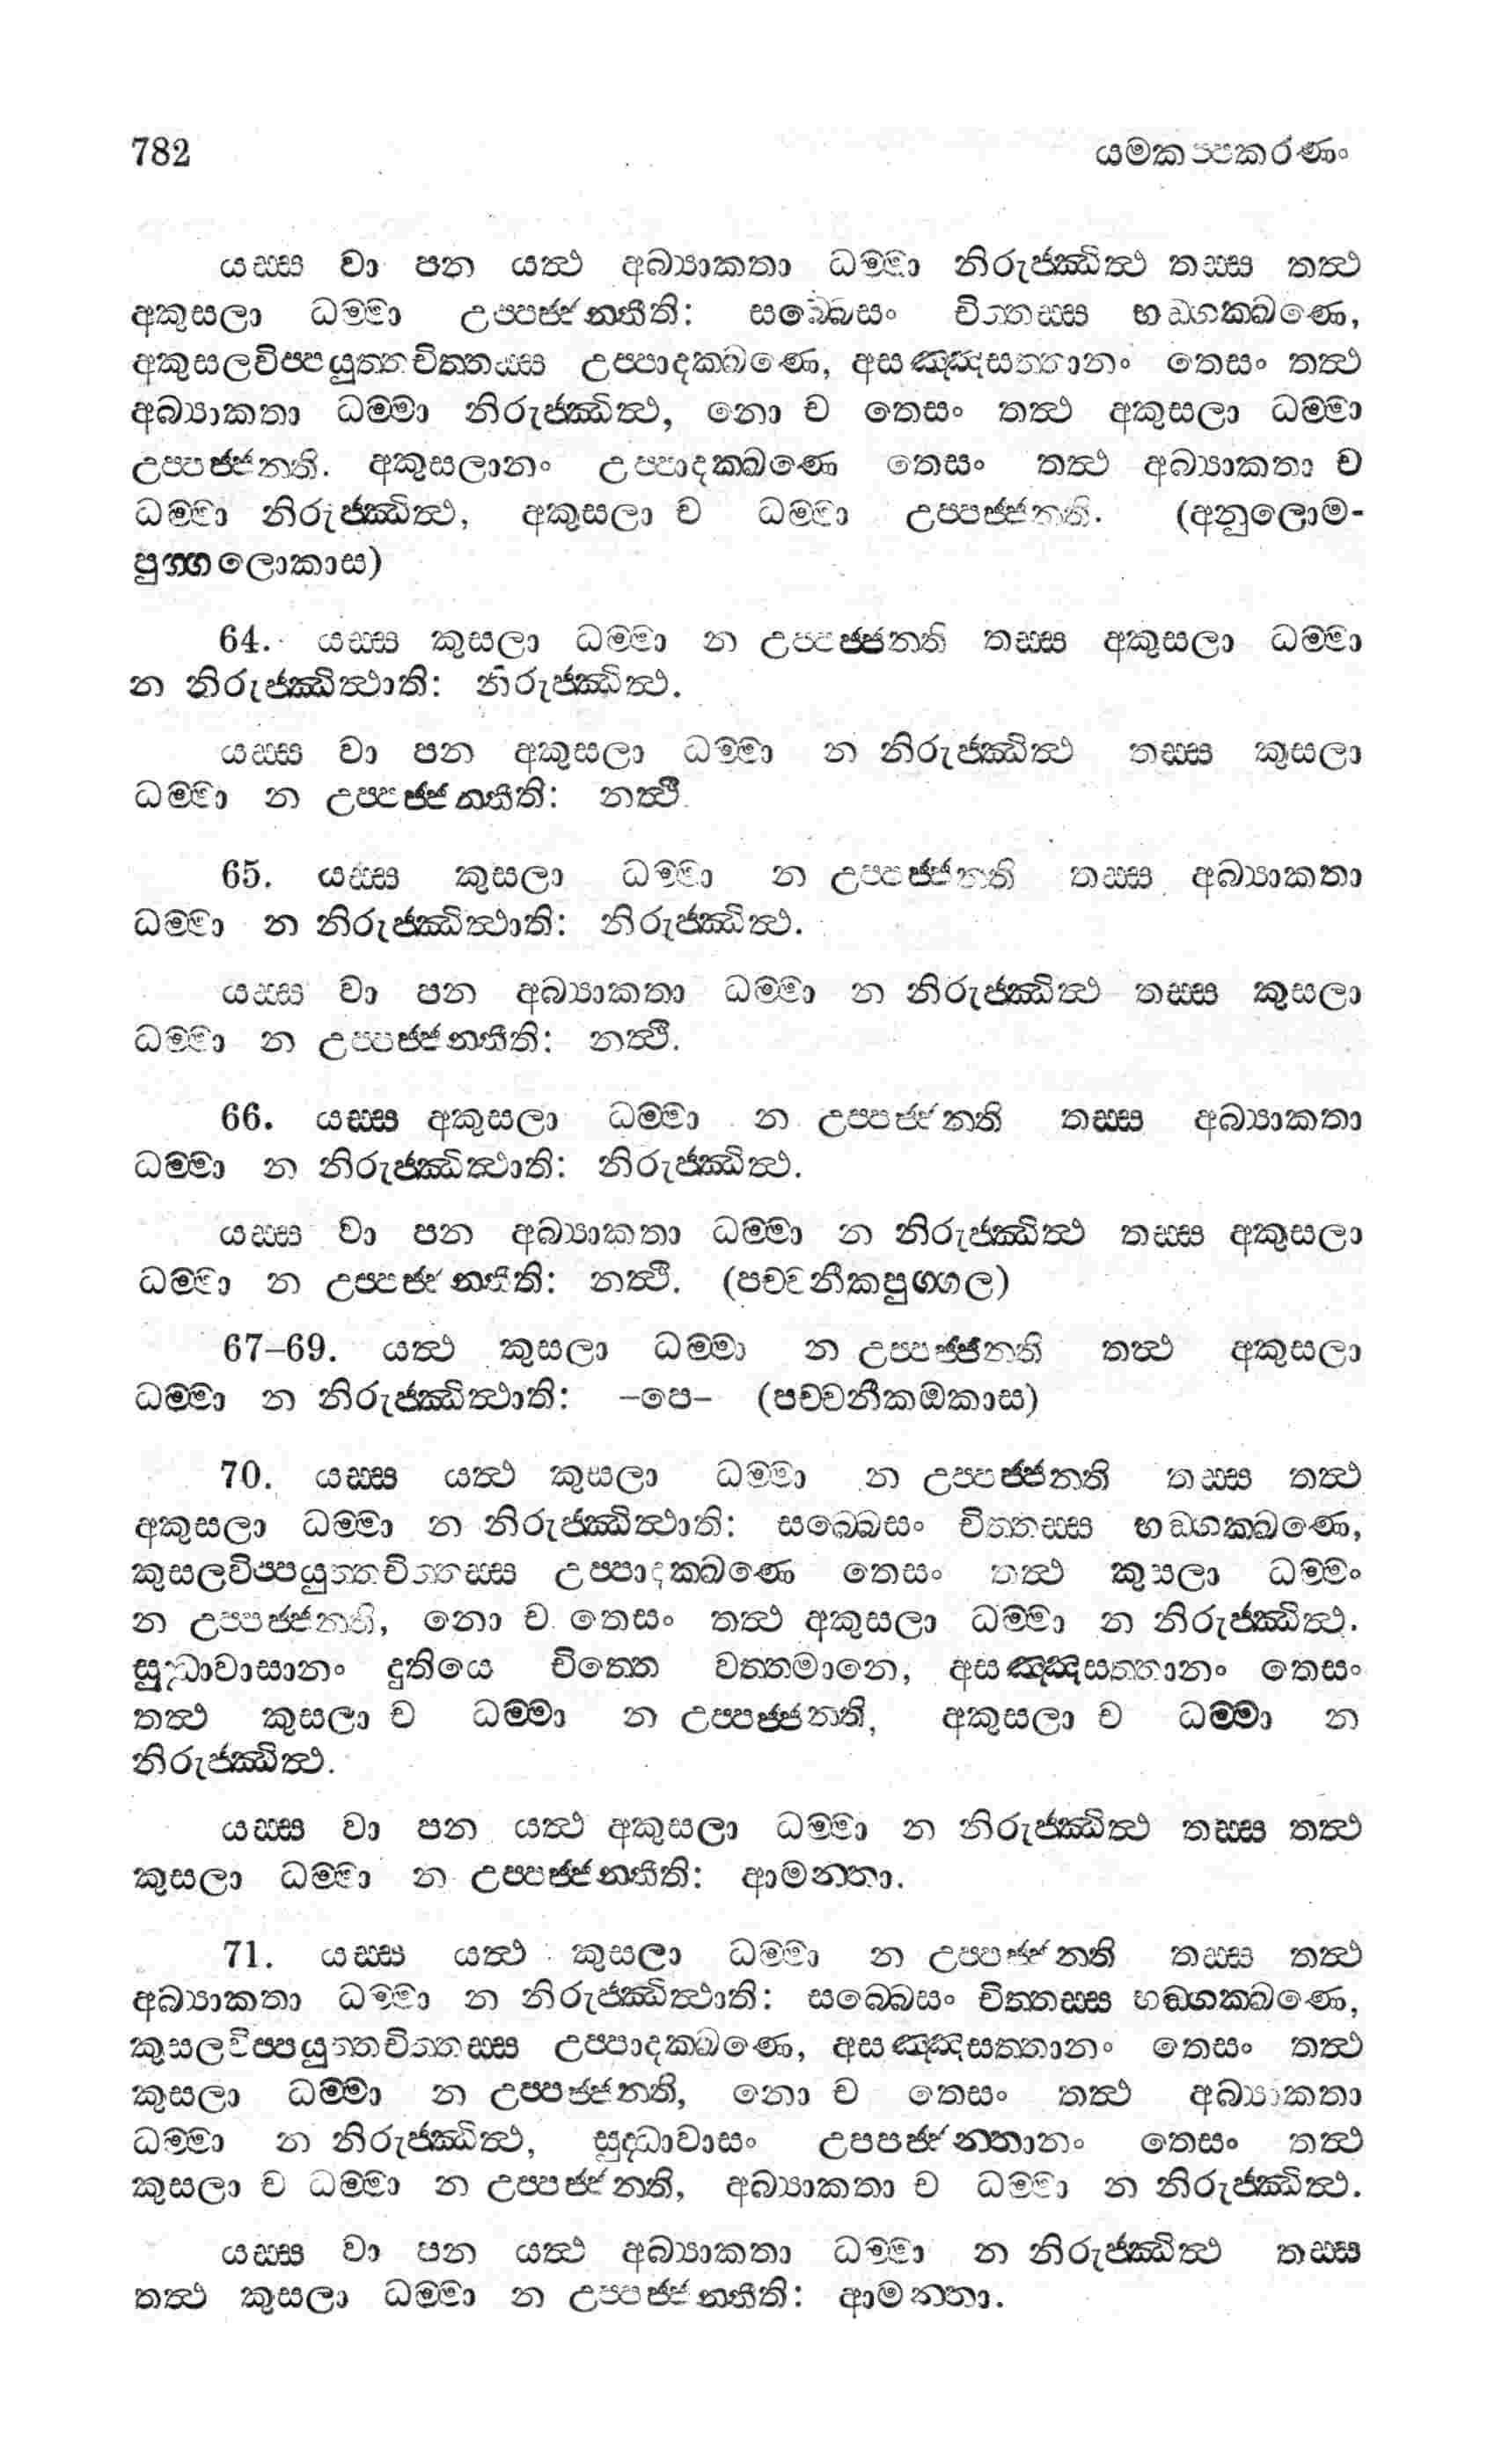 782 යමකප්පකරණං
යස්ස වා පන යත්ථ අබ්‍යාකතා ධම්මා නිරුජ්ඣිත්ථ තස්ස තත්ථ
අකුසලා ධම්මා උප්පජ්ජන්තීති: සබ්බෙසං චිත්තස්ස භඞ්ගක්ඛණෙ,
අකුසලවිප්පයුත්තචිත්තස්ස උප්පාදක්ඛණෙ, අසඤ්ඤසත්තානං තෙසං තත්ථ
අබ්‍යාකතා ධම්මා නිරුජ්ඣිත්ථ, නො ච තෙසං තත්ථ අකුසලා ධම්මා
උප්පජ්ජන්ති. අකුසලානං උප්පාදක්ඛණෙ තෙසං තත්ථ අබ්‍යාකතා ච
ධම්මා නිරුජ්ඣිත්ථ, අකුසලා ච ධම්මා උප්පජ්ජන්ති. (අනුලොම-
පුග්ගලොකාස)
64. යස්ස කුසලා ධම්මා න උප්පජ්ජන්ති තස්ස අකුසලා ධම්මා
න නිරුජ්ඣිත්ථාති: නිරුජ්ඣිත්ථ.
යස්ස වා පන අකුසලා ධම්මා න නිරුජ්ඣිත්ථ තස්ස කුසලා
ධම්මා න උප්පජ්ජන්තීති: නත්ථි.
65. යස්ස කුසලා ධම්මා න උප්පජ්ජන්ති තස්ස අබ්‍යාකතා
ධම්මා න නිරුජ්ඣිත්ථාති: නිරුජ්ඣිත්ථ.
යස්ස වා පන අබ්‍යාකතා ධම්මා න නිරුජ්ඣිත්ථ තස්ස කුසලා
ධම්මා න උප්පජ්ජන්තීති: නත්ථි.
66. යස්ස අකුසලා ධම්මා න උප්පජ්ජන්ති තස්ස අබ්‍යාකතා
ධම්මා න නිරුජ්ඣිත්ථාති: නිරුජ්ඣිත්ථ.
යස්ස වා පන අබ්‍යාකතා ධම්මා න නිරුජ්ඣිත්ථ තස්ස අකුසලා
ධම්මා න උප්පජ්ජන්තීති: නත්ථි. (පච්චනීකපුග්ගල)
67–69. යත්ථ කුසලා ධම්මා න උප්පජ්ජන්ති තත්ථ අකුසලා
ධම්මා න නිරුජ්ඣිත්ථාති: –පෙ– (පච්චනීකඔකාස)
70. යස්ස යත්ථ කුසලා ධම්මා න උප්පජ්ජන්ති තස්ස තත්ථ
අකුසලා ධම්මා න නිරුජ්ඣිත්ථාති: සබ්බෙසං චිත්තස්ස භඞ්ගක්ඛණෙ,
කුසලවිප්පයුත්තචිත්තස්ස උප්පාදක්ඛණෙ තෙසං තත්ථ කුසලා ධම්මං
න උප්පජ්ජන්ති, නො ච තෙසං තත්ථ අකුසලා ධම්මා න නිරුජ්ඣිත්ථ.
සුද්ධාවාසානං දුතියෙ චිත්තෙ වත්තමානෙ, අසඤ්ඤසත්තානං තෙසං
තත්ථ කුසලා ච ධම්මා න උප්පජ්ජන්ති, අකුසලා ච ධම්මා න
නිරුජ්ඣිත්ථ.
යස්ස වා පන යත්ථ අකුසලා ධම්මා න නිරුජ්ඣිත්ථ තස්ස තත්ථ
කුසලා ධම්මා න උප්පජ්ජන්තීති: ආමන්තා.
71. යස්ස යත්ථ කුසලා ධම්මා න උප්පජ්ජන්ති තස්ස තත්ථ
අබ්‍යාකතා ධම්මා න නිරුජ්ඣිත්ථාති: සබ්බෙසං චිත්තස්ස භඞ්ගක්ඛණෙ,
කුසලවිප්පයුත්තචිත්තස්ස උප්පාදක්ඛණෙ, අසඤ්ඤසත්තානං තෙසං තත්ථ
කුසලා ධම්මා න උප්පජ්ජන්ති, නො ච තෙසං තත්ථ අබ්‍යාකතා
ධම්මා න නිරුජ්ඣිත්ථ, සුද්ධාවාසං උපපජ්ජන්තානං තෙසං තත්ථ
කුසලා ච ධම්මා න උප්පජ්ජන්ති, අබ්‍යාකතා ච ධම්මා න නිරුජ්ඣිත්ථ.
යස්ස වා පන යත්ථ අබ්‍යාකතා ධම්මා න නිරුජ්ඣිත්ථ තස්ස
තත්ථ කුසලා ධම්මා න උප්පජ්ජන්තීති: ආමන්තා.